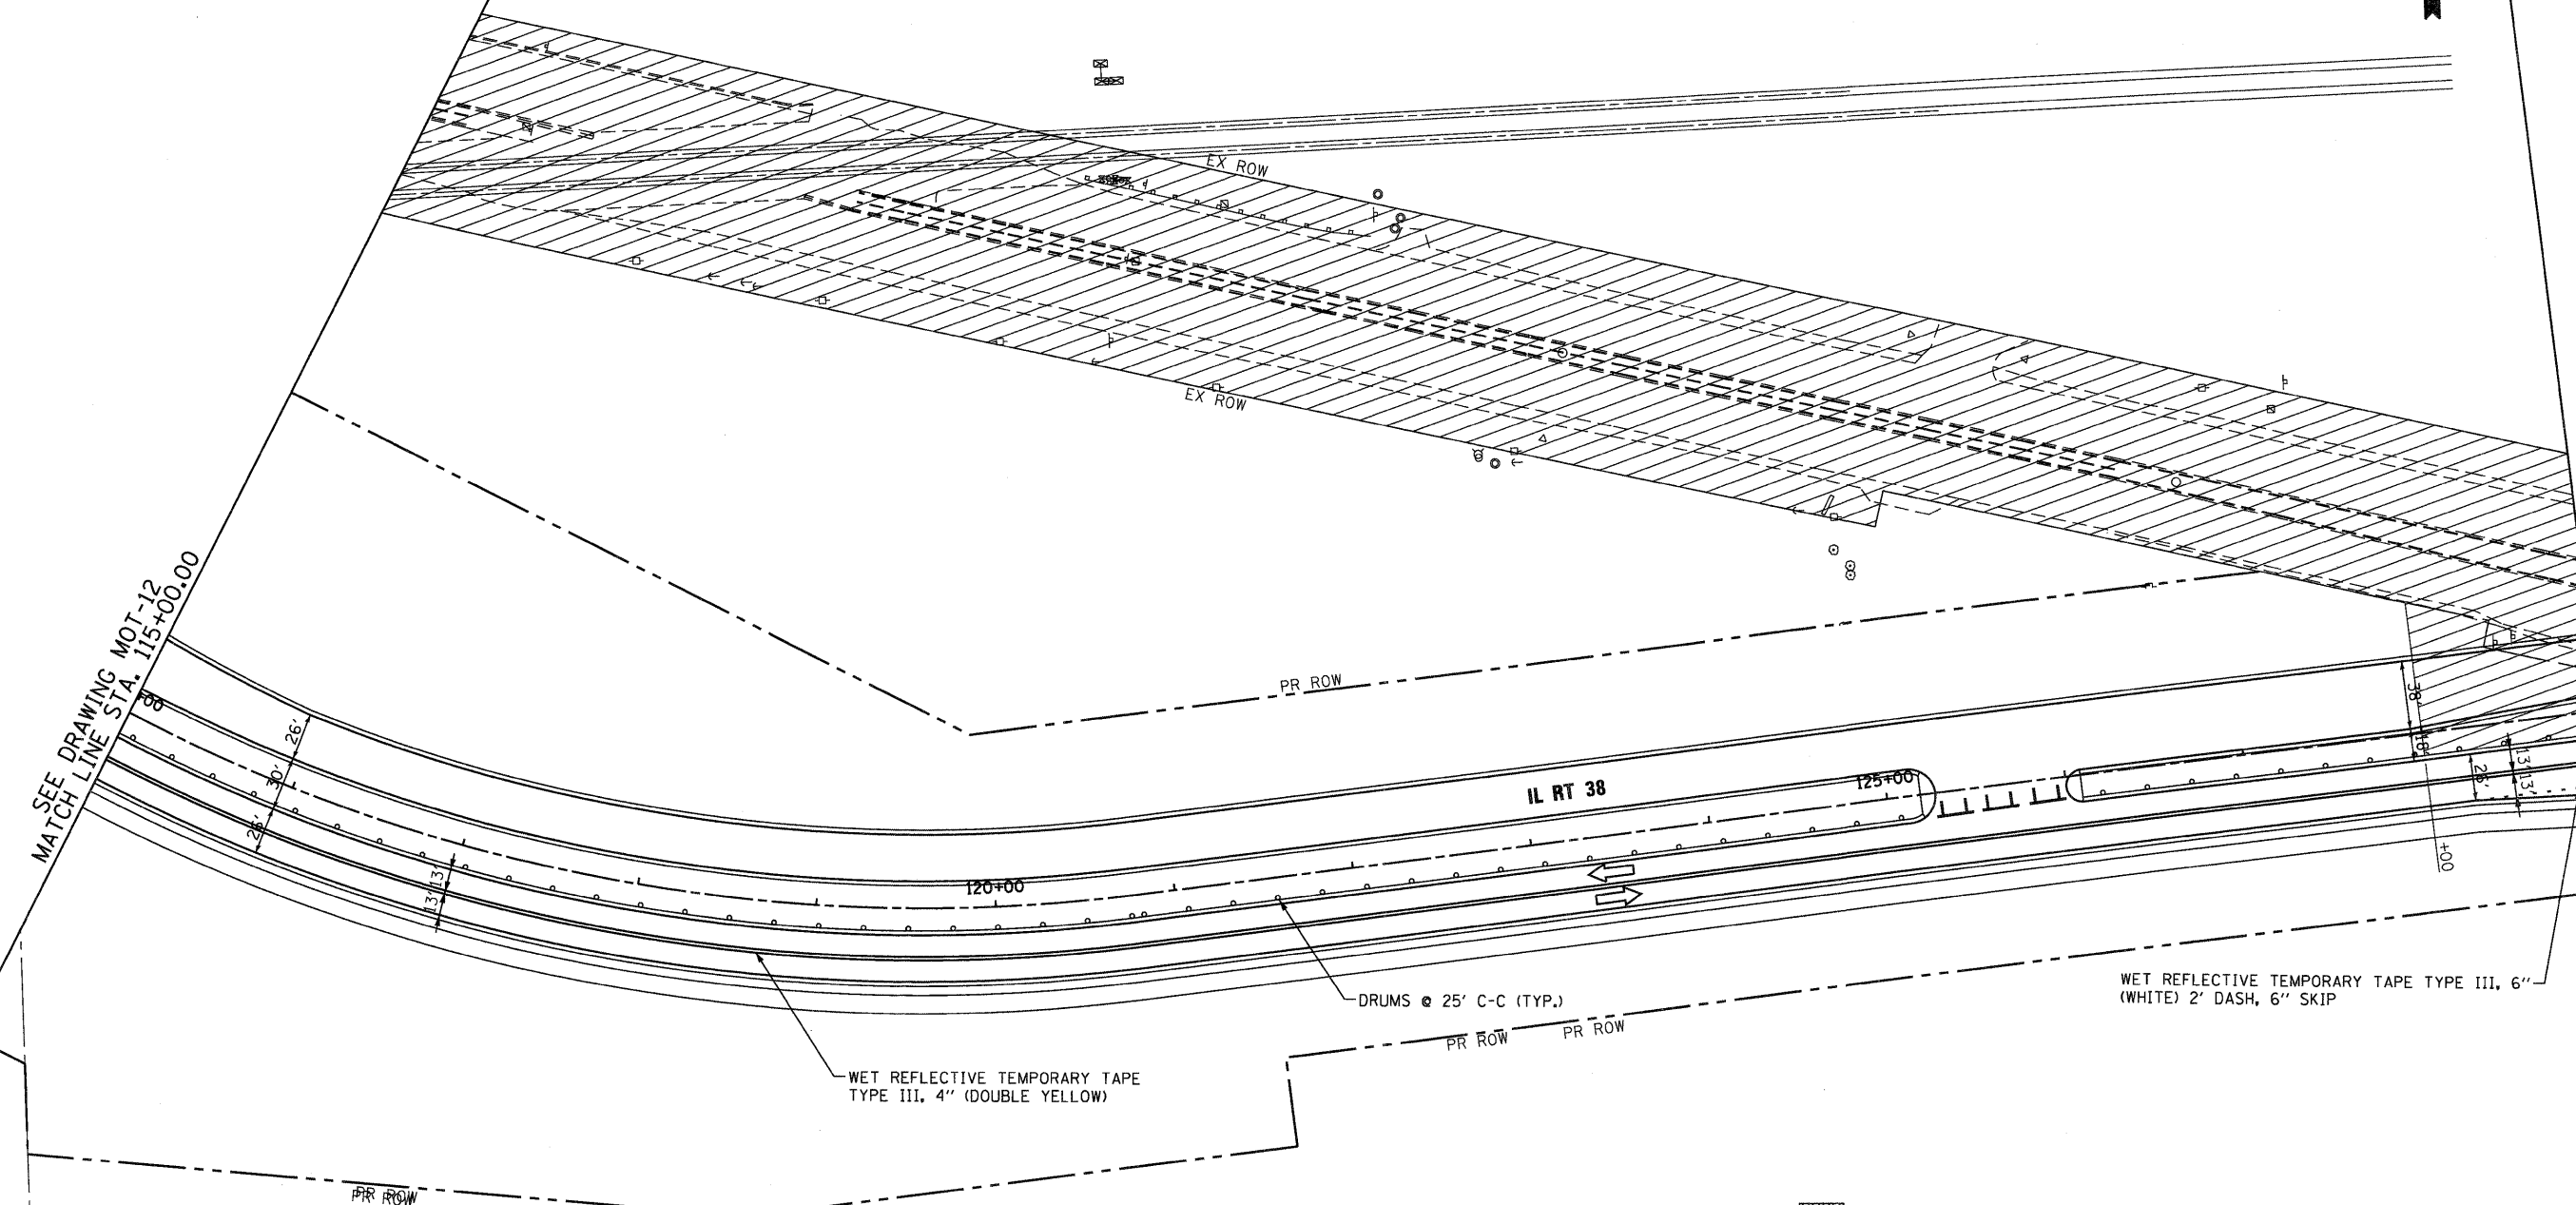 EX ROW
EX ROW
SEE DRAWING MOT-12
MATCH LINE STA. 115+00.00
+00
PR ROW
26'
30'
26'
13'
13'
IL RT 38
120+00
125+00
38'
18'
26'
13'
13'
+00
DRUMS @ 25' C-C (TYP.)
WET REFLECTIVE TEMPORARY TAPE TYPE III, 6"
(WHITE) 2' DASH, 6" SKIP
PR ROW
PR ROW
WET REFLECTIVE TEMPORARY TAPE
TYPE III, 4" (DOUBLE YELLOW)
PR ROW